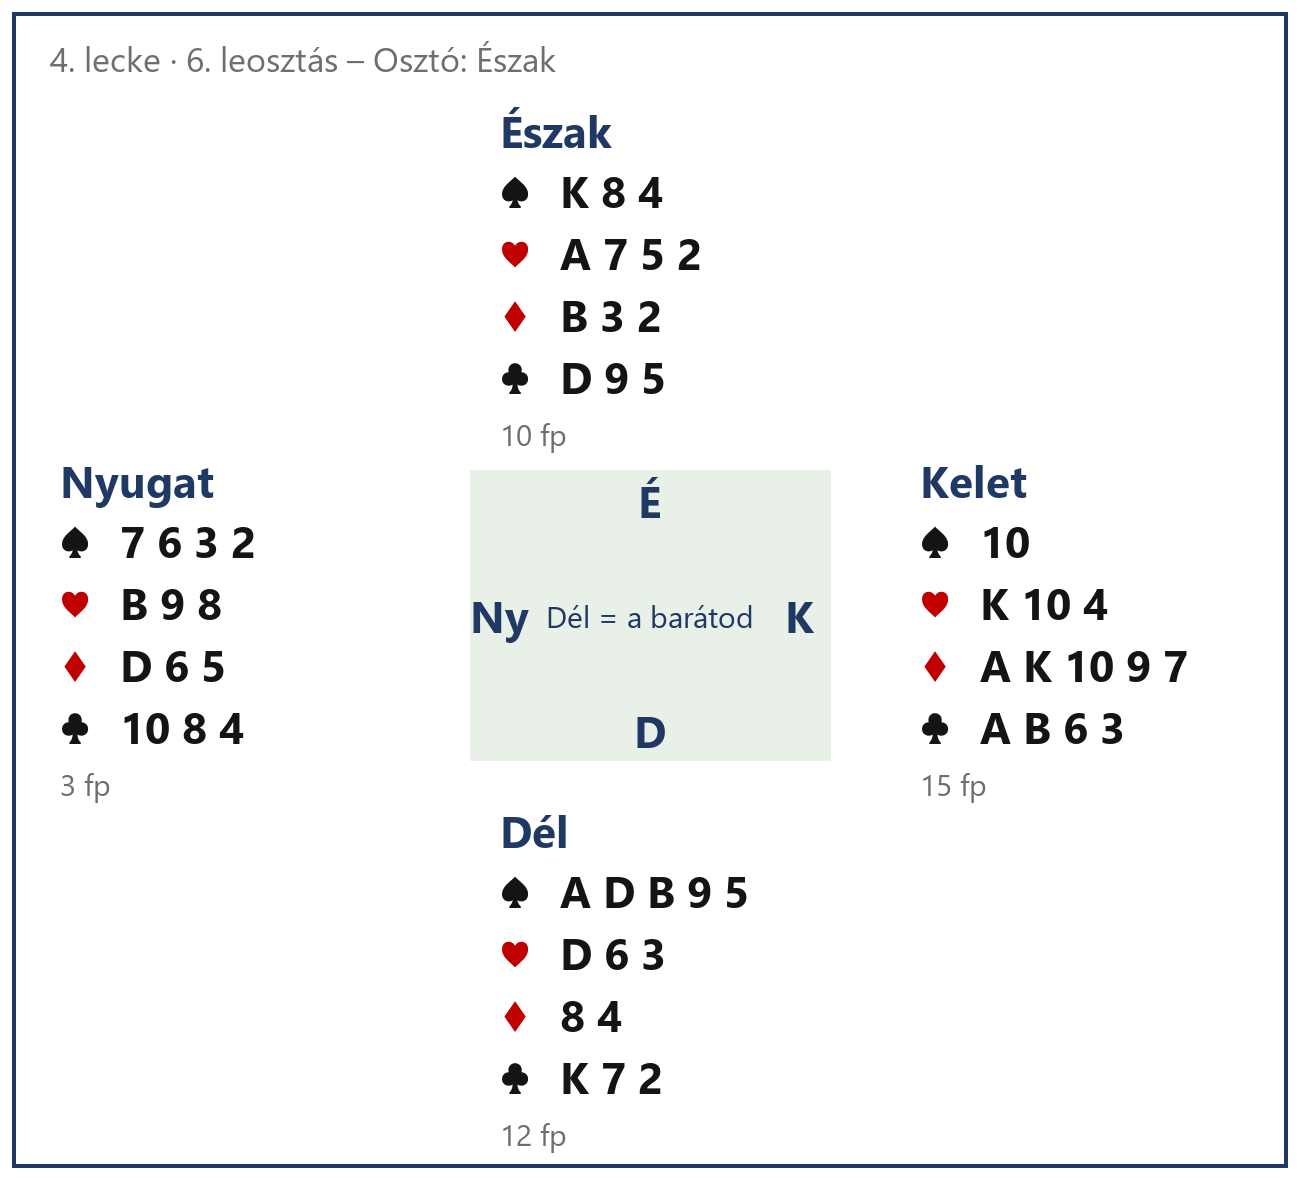 4. lecke · 6. leosztás – Osztó: Észak
Észak
♠ K 8 4
♥ A 7 5 2
♦ B 3 2
♣ D 9 5
10 fp
Nyugat
♠ 7 6 3 2
♥ B 9 8
♦ D 6 5
♣ 10 8 4
3 fp
É
Ny Dél = a barátod K
D
Kelet
♠ 10
♥ K 10 4
♦ A K 10 9 7
♣ A B 6 3
15 fp
Dél
♠ A D B 9 5
♥ D 6 3
♦ 8 4
♣ K 7 2
12 fp